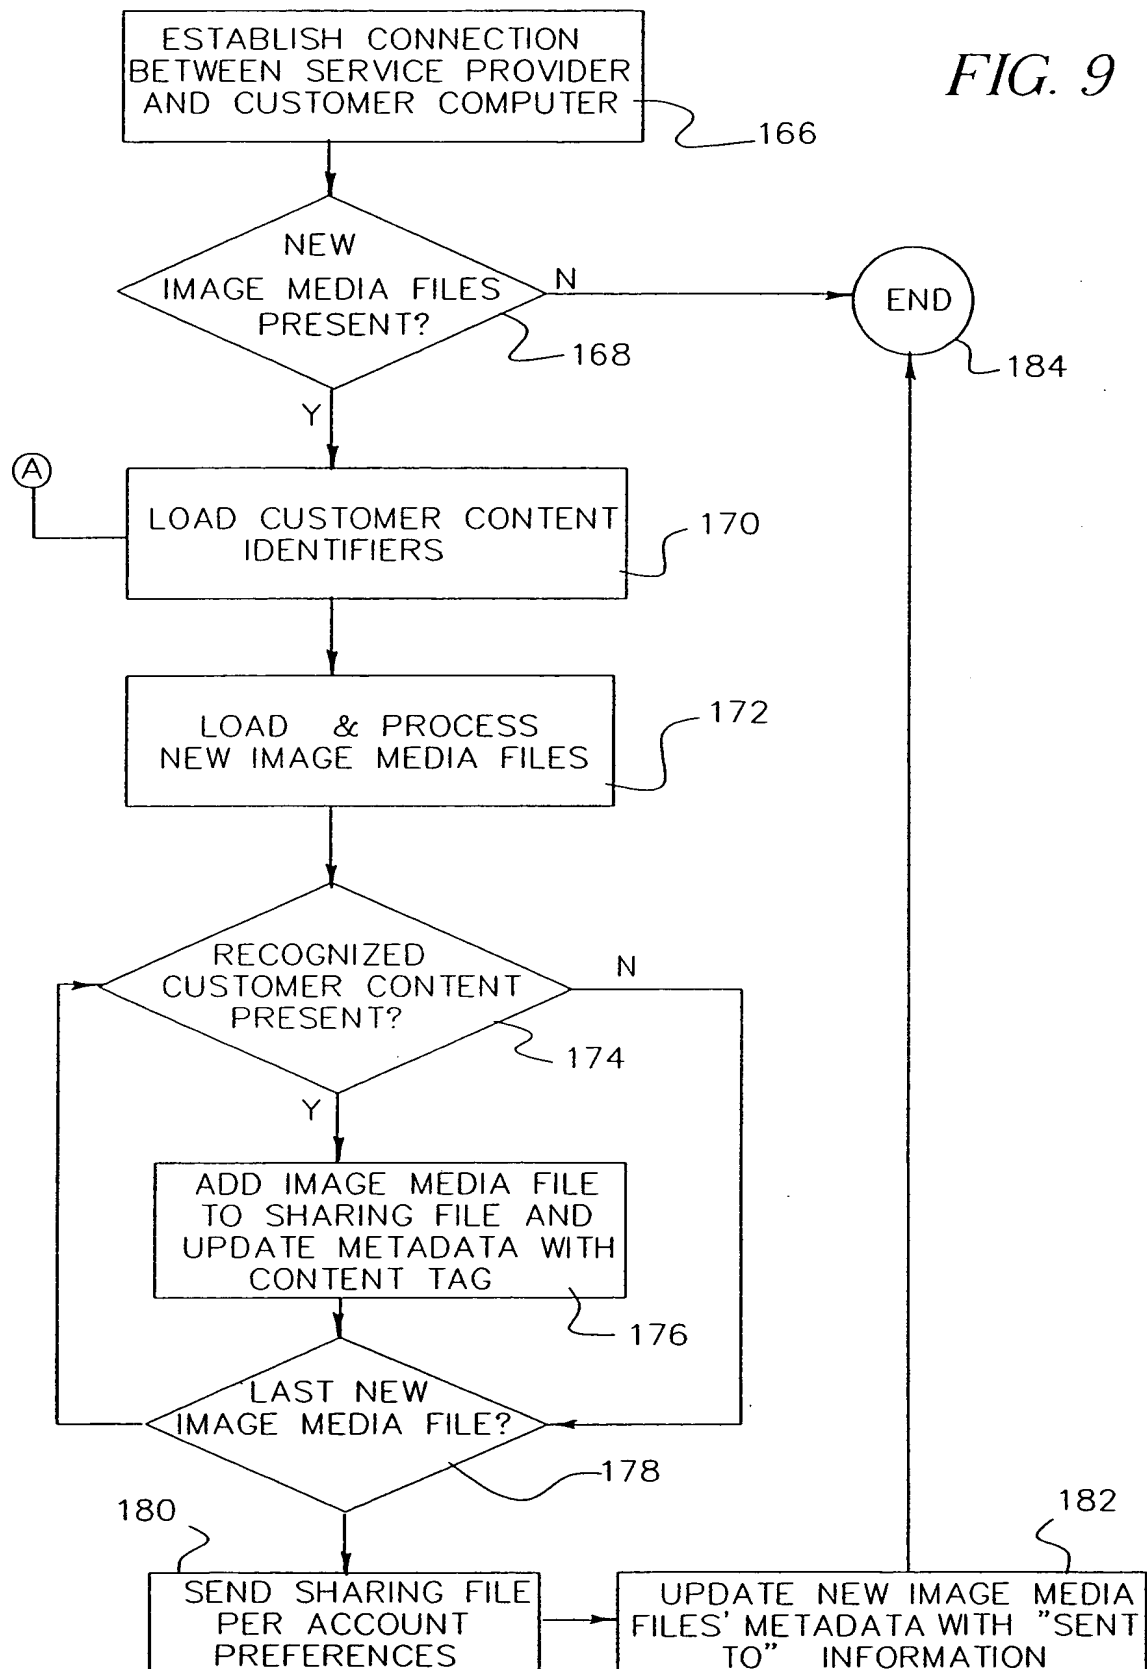 FIG. 9
ESTABLISH CONNECTION
BETWEEN SERVICE PROVIDER
AND CUSTOMER COMPUTER
166
NEW
IMAGE MEDIA FILES
PRESENT?
N
168
END
184
Y
A
LOAD CUSTOMER CONTENT
IDENTIFIERS
170
LOAD & PROCESS
NEW IMAGE MEDIA FILES
172
RECOGNIZED
CUSTOMER CONTENT
PRESENT?
N
174
Y
ADD IMAGE MEDIA FILE
TO SHARING FILE AND
UPDATE METADATA WITH
CONTENT TAG
176
LAST NEW
IMAGE MEDIA FILE?
178
180
SEND SHARING FILE
PER ACCOUNT
PREFERENCES
182
UPDATE NEW IMAGE MEDIA
FILES' METADATA WITH "SENT
TO" INFORMATION